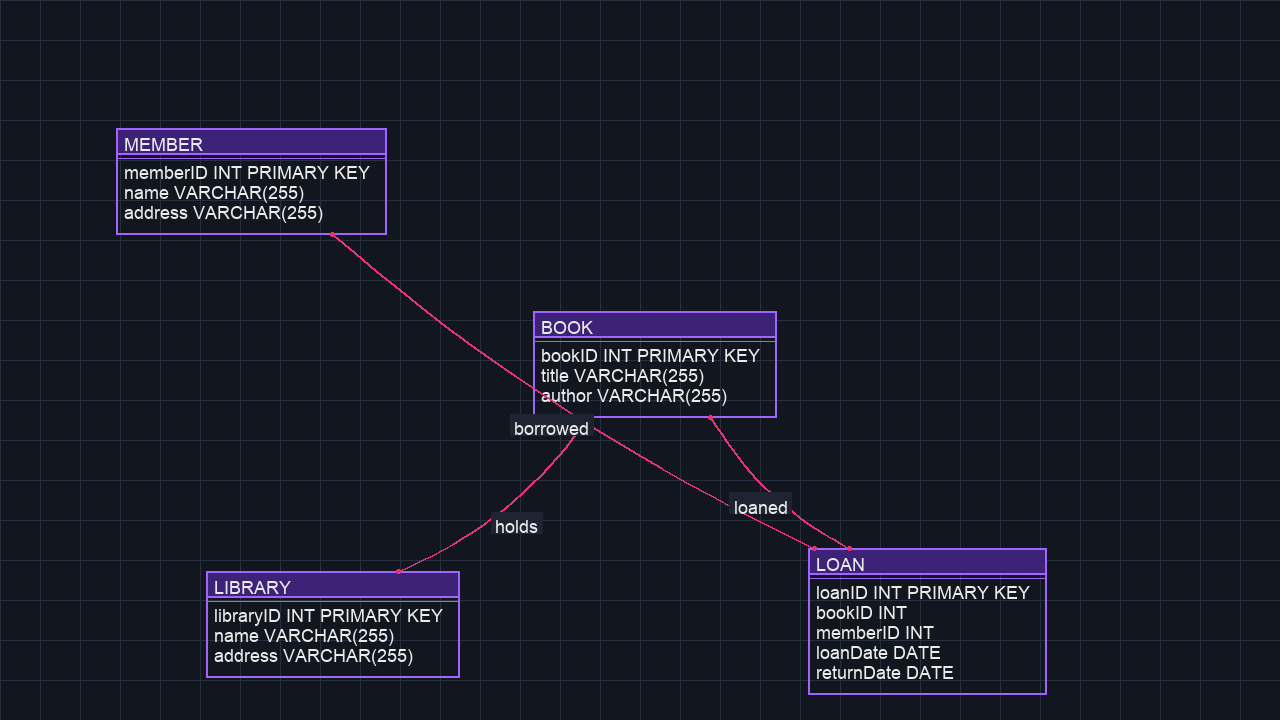 MEMBER
memberID INT PRIMARY KEY
name VARCHAR(255)
address VARCHAR(255)
BOOK
bookID INT PRIMARY KEY
title VARCHAR(255)
author VARCHAR(255)
borrowed
loaned
holds
LIBRARY
libraryID INT PRIMARY KEY
name VARCHAR(255)
address VARCHAR(255)
LOAN
loanID INT PRIMARY KEY
bookID INT
memberID INT
loanDate DATE
returnDate DATE